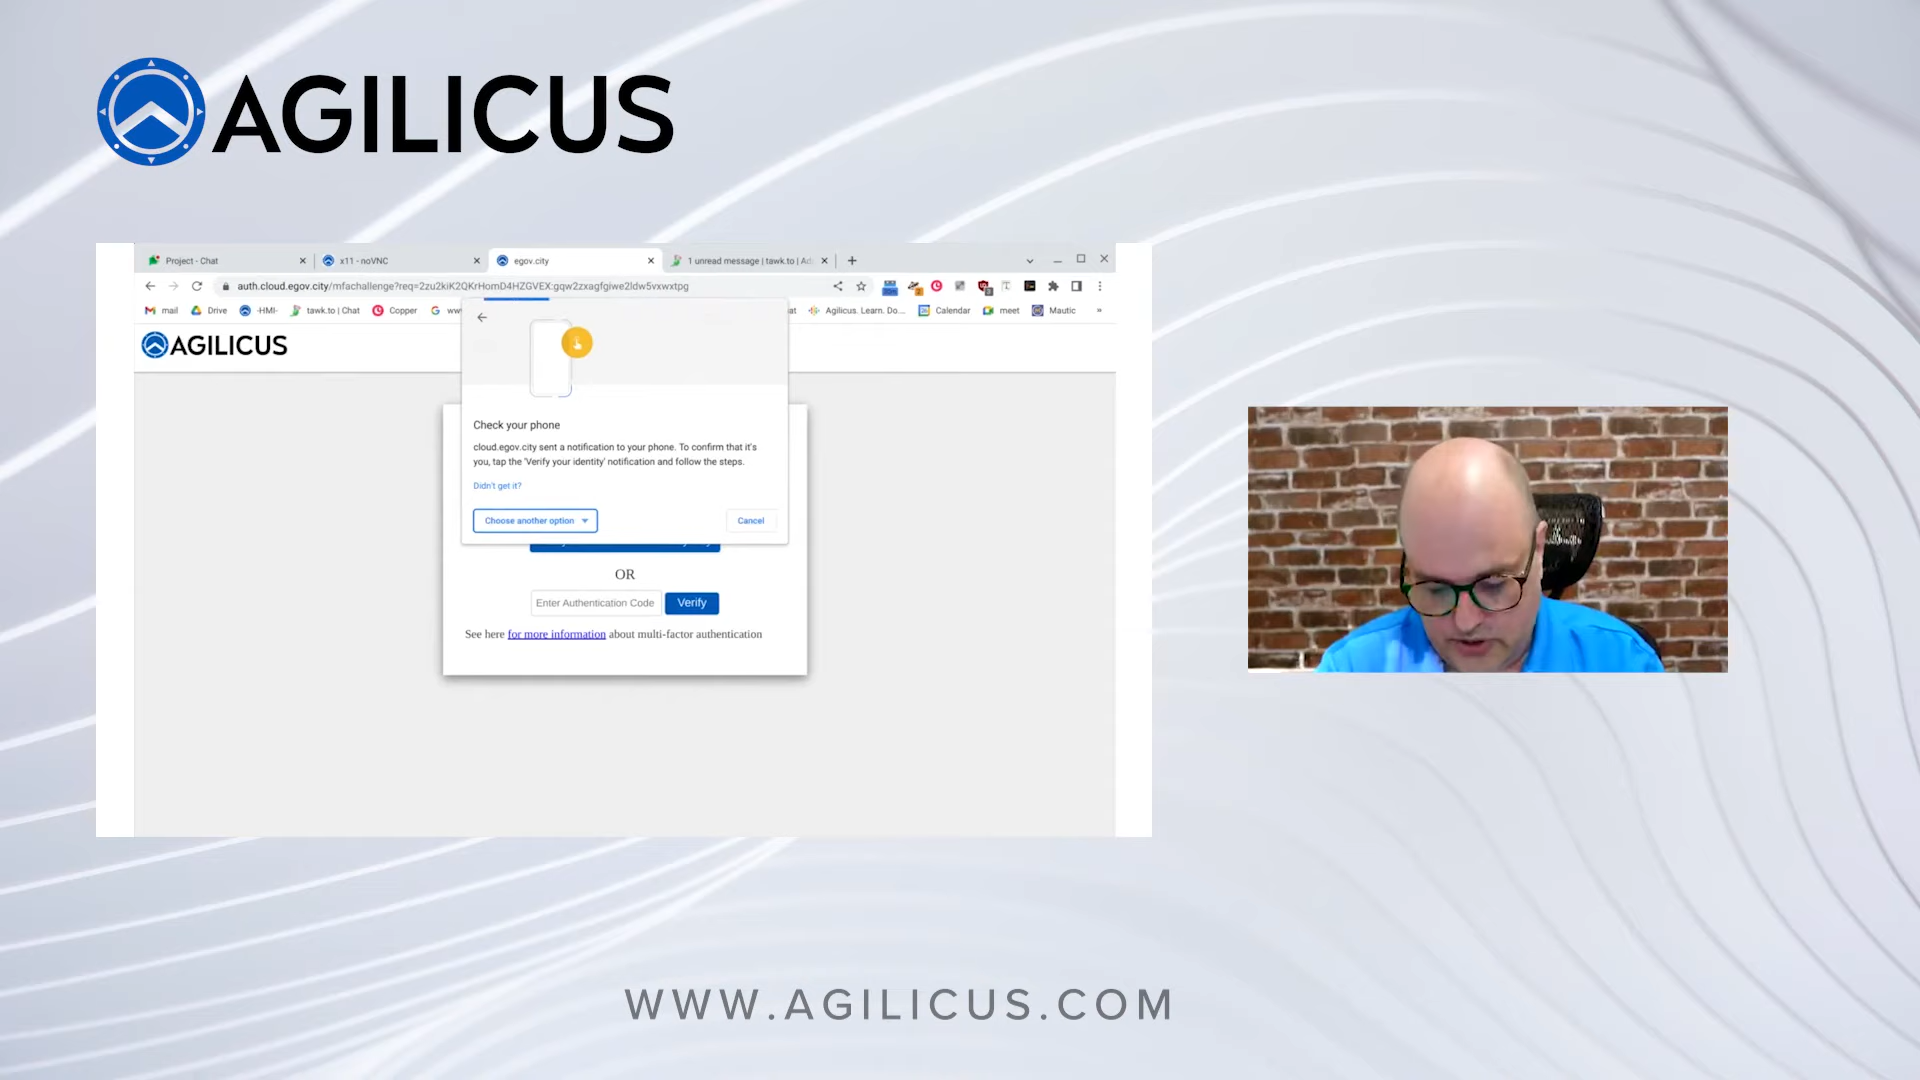 AGILICUS
Project - Chat
x11 - noVNC
egov.city
1 unread message | tawk.to | Ad
auth.cloud.egov.city/mfachallenge?req=2zu2kiK2QKrHomD4HZGVEX:gqw2zxagfgiwe2ldw5vxwxtpg
mail
Drive
-HMI-
tawk.to | Chat
Copper
Agilicus. Learn. Do...
Calendar
meet
Mautic
»
AGILICUS
Check your phone
cloud.egov.city sent a notification to your phone. To confirm that it's
you, tap the 'Verify your identity' notification and follow the steps.
Didn't get it?
Choose another option
Cancel
OR
Enter Authentication Code
Verify
See here for more information about multi-factor authentication
WWW.AGILICUS.COM